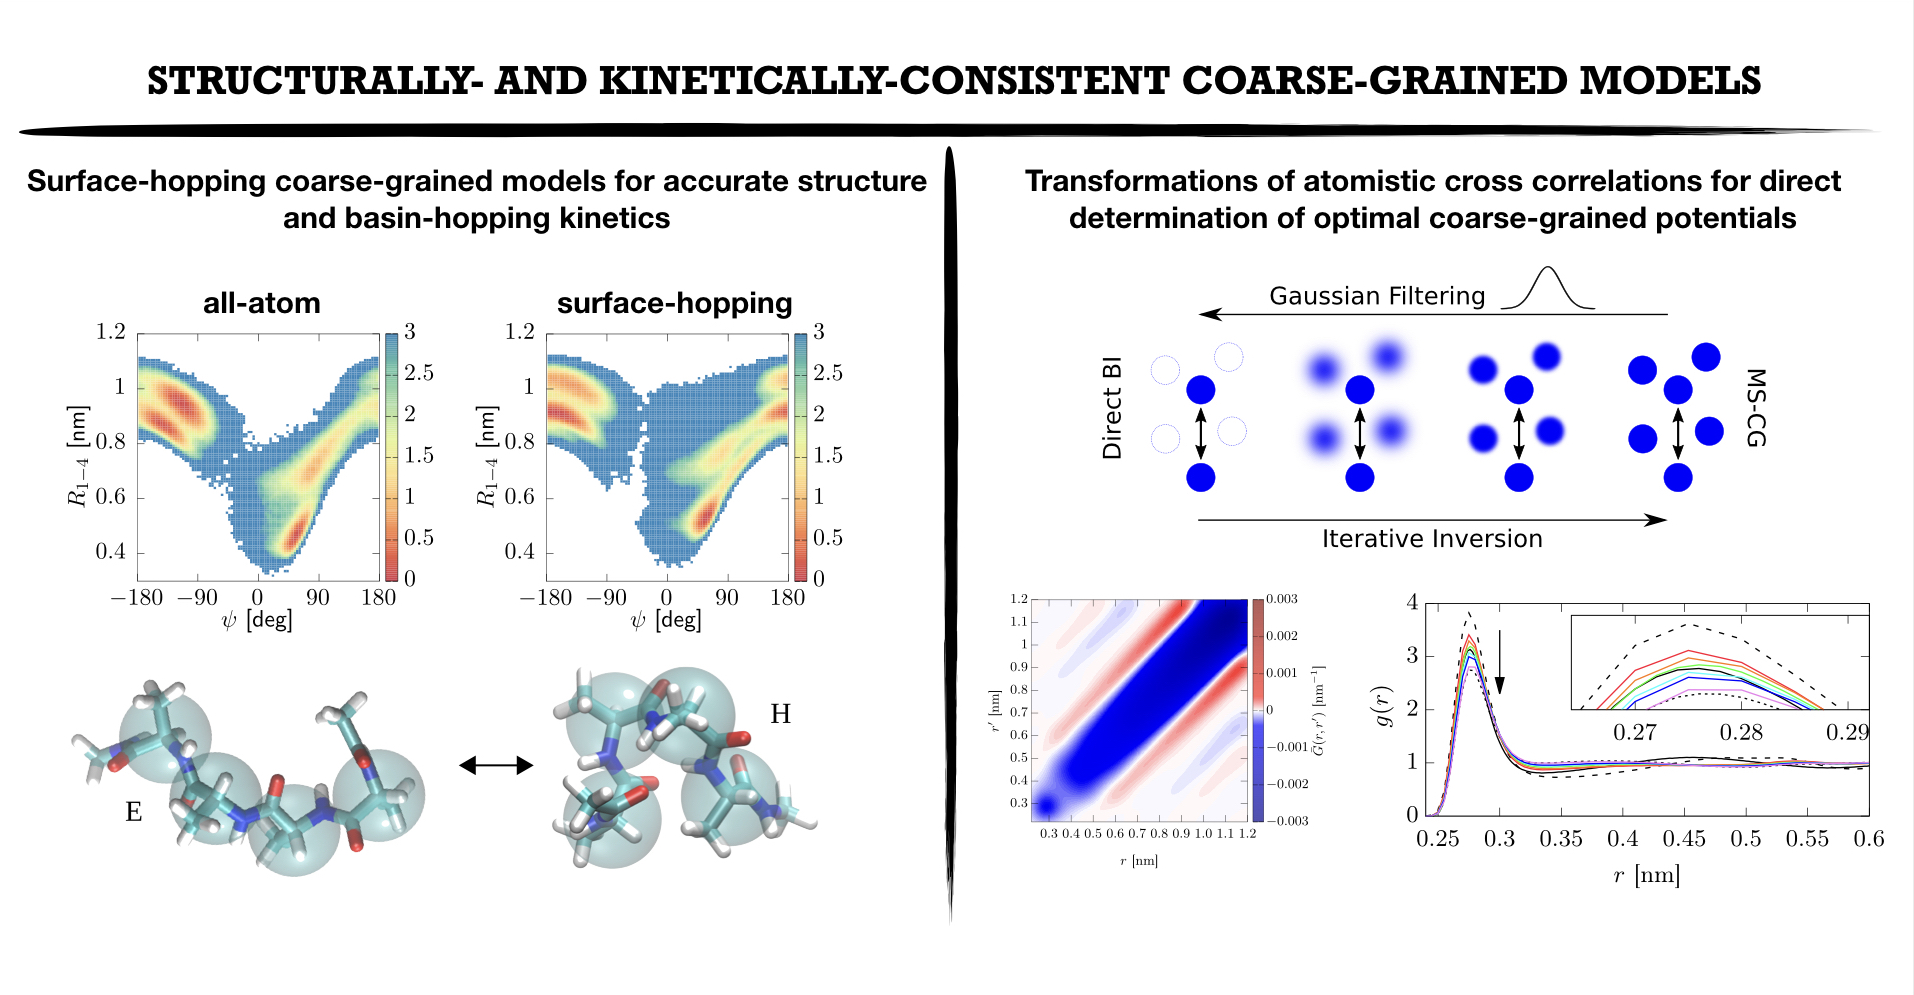 STRUCTURALLY- AND KINETICALLY-CONSISTENT COARSE-GRAINED MODELS
Surface-hopping coarse-grained models for accurate structure
and basin-hopping kinetics
all-atom
1.2
1
0.8
0.6
0.4
R1−4 [nm]
−180 −90 0 90 180
ψ [deg]
3
2.5
2
1.5
1
0.5
0
surface-hopping
1.2
1
0.8
0.6
0.4
R1−4 [nm]
−180 −90 0 90 180
ψ [deg]
3
2.5
2
1.5
1
0.5
0
E
H
Transformations of atomistic cross correlations for direct
determination of optimal coarse-grained potentials
Gaussian Filtering
Direct BI
MS-CG
Iterative Inversion
1.2
1.1
1
0.9
0.8
0.7
0.6
0.5
0.4
0.3
r′ [nm]
0.3 0.4 0.5 0.6 0.7 0.8 0.9 1.0 1.1 1.2
r [nm]
0.003
0.002
0.001
0
−0.001
−0.002
−0.003
Ḡ(r, r′) [nm−1]
4
3
2
1
0
g(r)
0.27 0.28 0.29
0.25 0.3 0.35 0.4 0.45 0.5 0.55 0.6
r [nm]